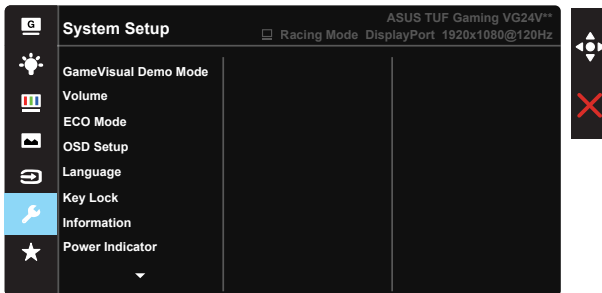 G
System Setup
ASUS TUF Gaming VG24V**
Racing Mode DisplayPort 1920x1080@120Hz
GameVisual Demo Mode
Volume
ECO Mode
OSD Setup
Language
Key Lock
Information
Power Indicator